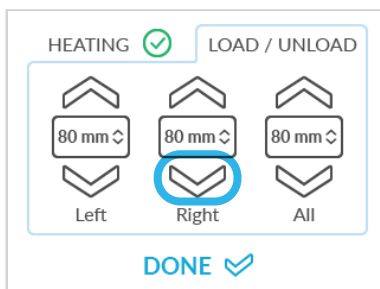 HEATING LOAD / UNLOAD
80 mm 80 mm 80 mm
Left Right All
DONE